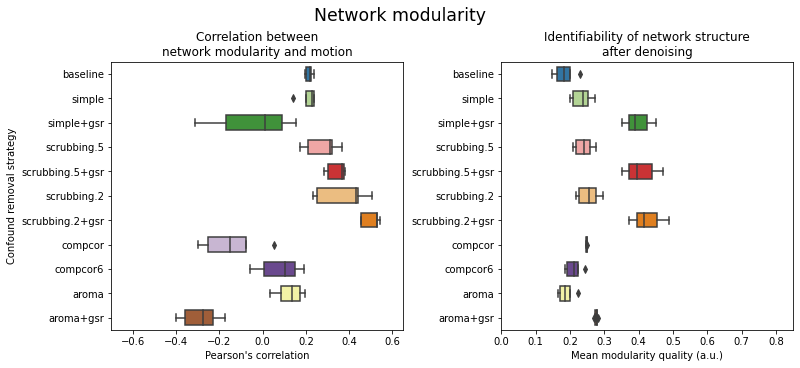 Network modularity
Correlation between
network modularity and motion
Confound removal strategy
baseline
simple
simple+gsr
scrubbing.5
scrubbing.5+gsr
scrubbing.2
scrubbing.2+gsr
compcor
compcor6
aroma
aroma+gsr
−0.6 −0.4 −0.2 0.0 0.2 0.4 0.6
Pearson's correlation
Identifiability of network structure
after denoising
baseline
simple
simple+gsr
scrubbing.5
scrubbing.5+gsr
scrubbing.2
scrubbing.2+gsr
compcor
compcor6
aroma
aroma+gsr
0.0 0.1 0.2 0.3 0.4 0.5 0.6 0.7 0.8
Mean modularity quality (a.u.)